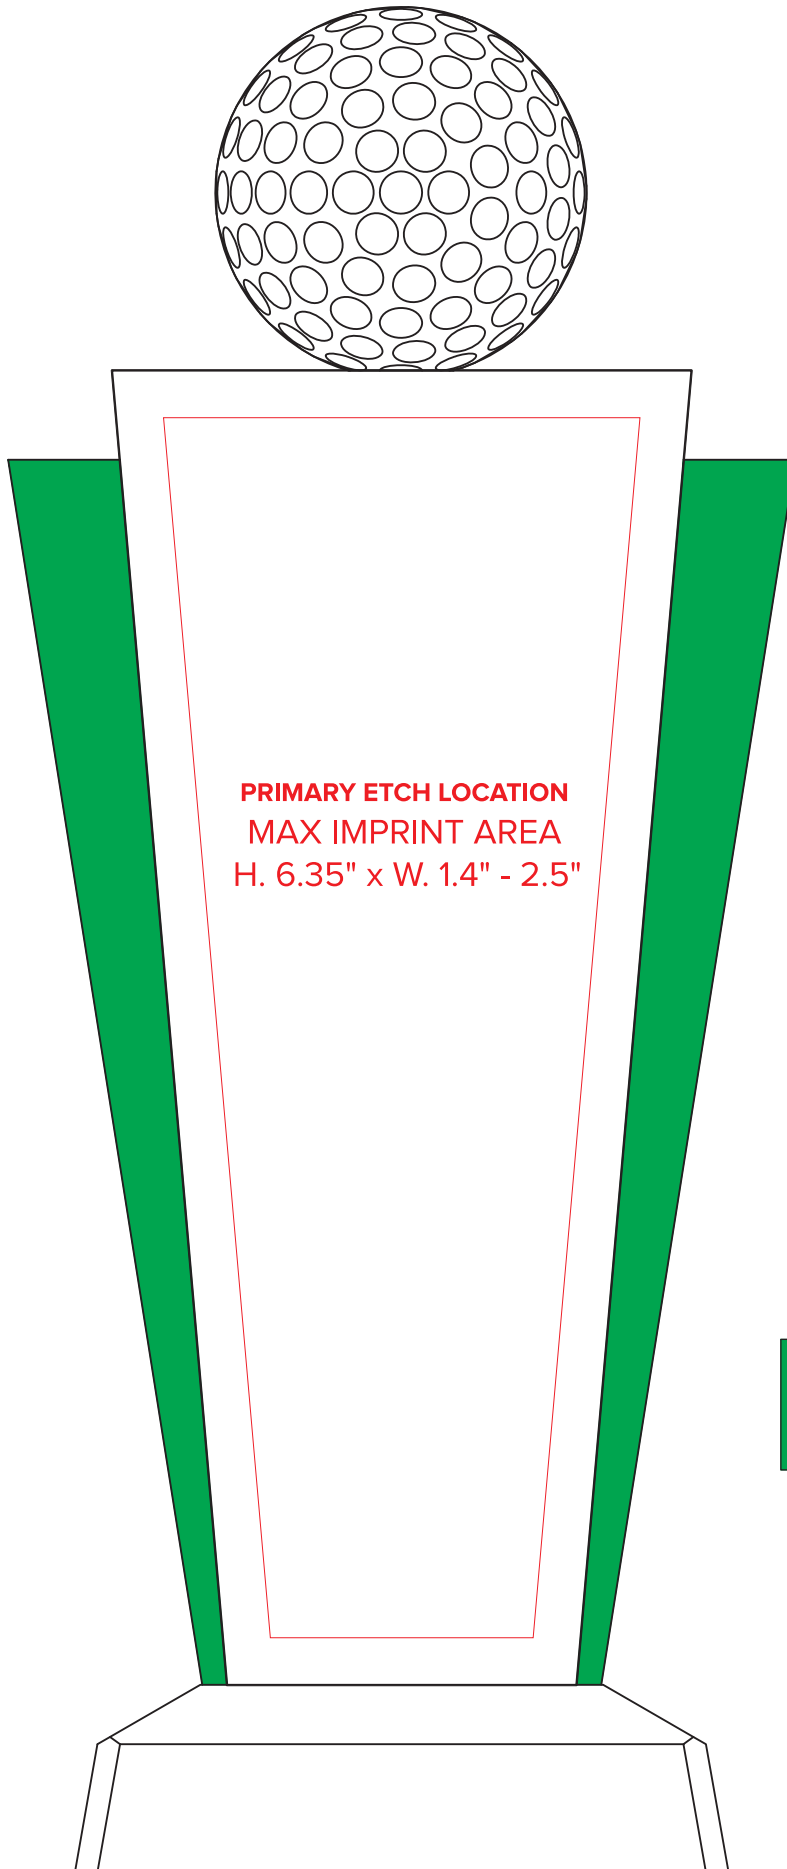 PRIMARY ETCH LOCATION
MAX IMPRINT AREA
H. 6.35" x W. 1.4" - 2.5"